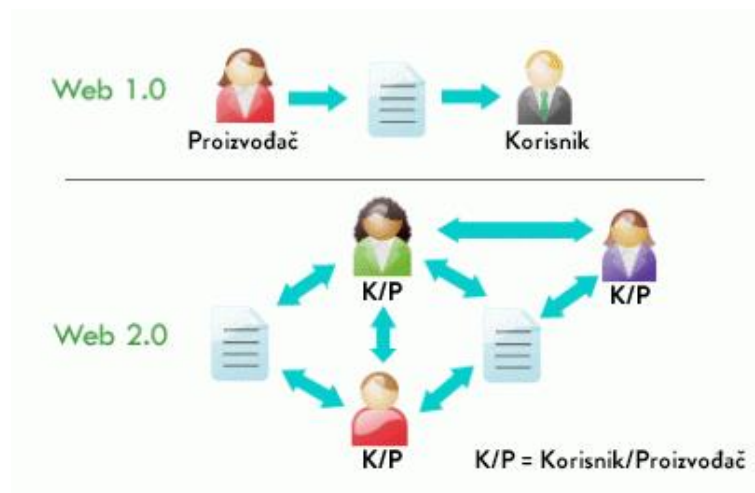 Web 1.0
Proizvođač
Korisnik
K/P
K/P
Web 2.0
K/P
K/P = Korisnik/Proizvođač